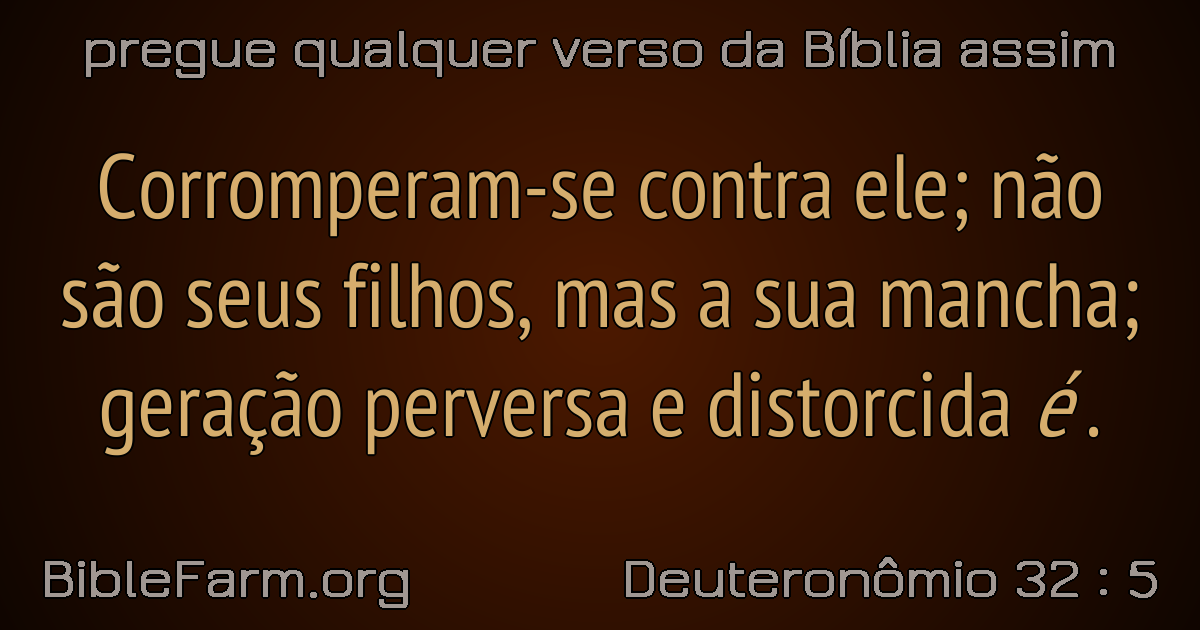 pregue qualquer verso da Bíblia assim
Corromperam-se contra ele; não
são seus filhos, mas a sua mancha;
geração perversa e distorcida é.
BibleFarm.org
Deuteronômio 32 : 5